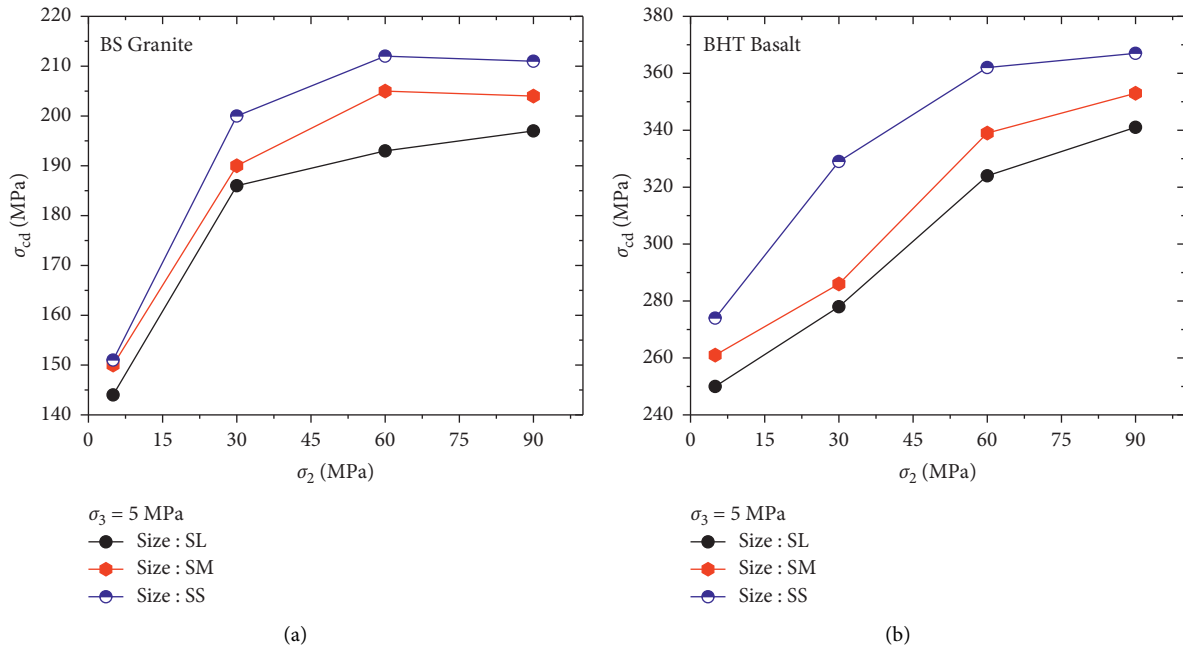 BS Granite
220
210
200
190
180
170
160
150
140
σcd (MPa)
0 15 30 45 60 75 90
σ2 (MPa)
σ3 = 5 MPa
Size : SL
Size : SM
Size : SS
(a)
BHT Basalt
380
360
340
320
300
280
260
240
σcd (MPa)
0 15 30 45 60 75 90
σ2 (MPa)
σ3 = 5 MPa
Size : SL
Size : SM
Size : SS
(b)